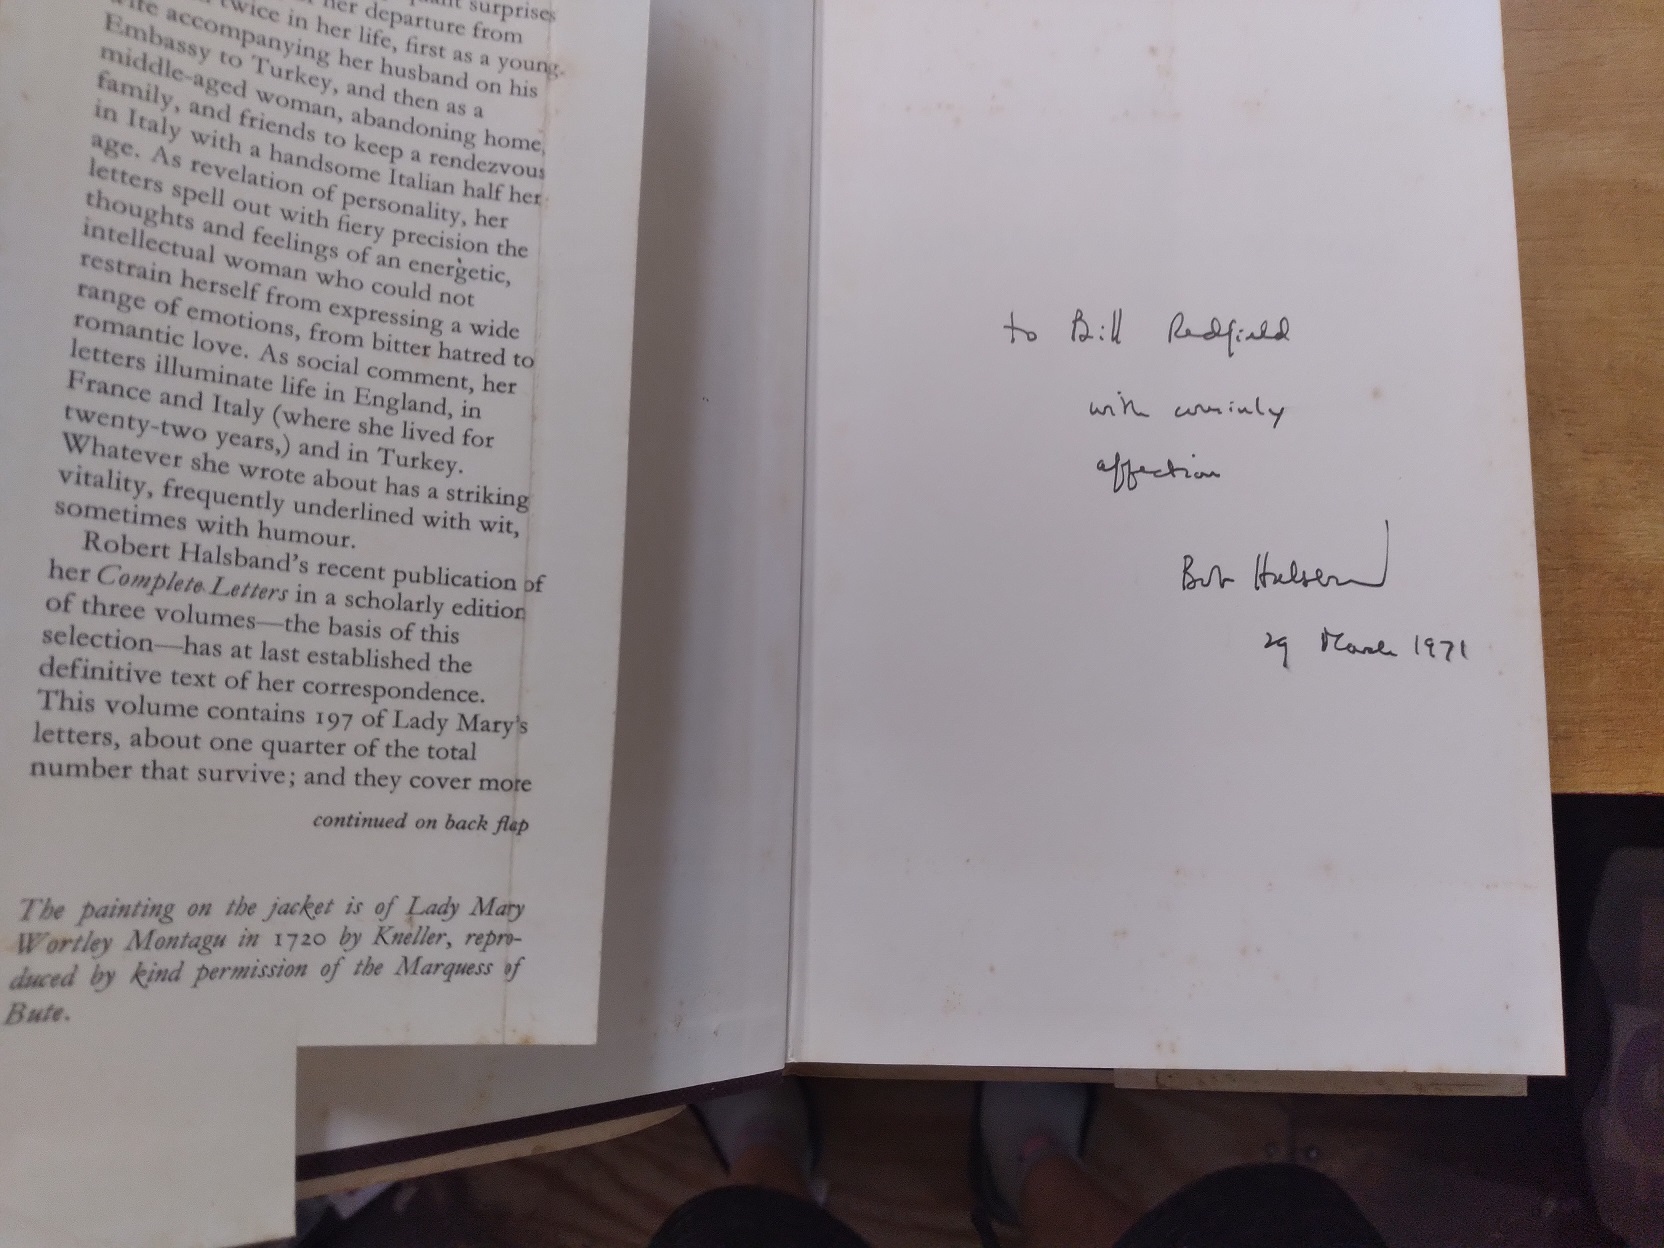 surprises
her departure from
twice in her life, first as a young
accompanying her husband on his
Embassy to Turkey, and then as a
middle-aged woman, abandoning home,
family, and friends to keep a rendezvous
in Italy with a handsome Italian half her
age. As revelation of personality, her
letters spell out with fiery precision the
thoughts and feelings of an energetic,
intellectual woman who could not
restrain herself from expressing a wide
range of emotions, from bitter hatred to
romantic love. As social comment, her
letters illuminate life in England, in
France and Italy (where she lived for
twenty-two years,) and in Turkey.
Whatever she wrote about has a striking
vitality, frequently underlined with wit,
sometimes with humour.
Robert Halsband's recent publication of
her Complete Letters in a scholarly edition
of three volumes—the basis of this
selection—has at last established the
definitive text of her correspondence.
This volume contains 197 of Lady Mary's
letters, about one quarter of the total
number that survive; and they cover more
continued on back flap
The painting on the jacket is of Lady Mary
Wortley Montagu in 1720 by Kneller, repro-
duced by kind permission of the Marquess of
Bute.
to Bill Redfield
with cousinly
affection
Bob Halsband
29 March 1971